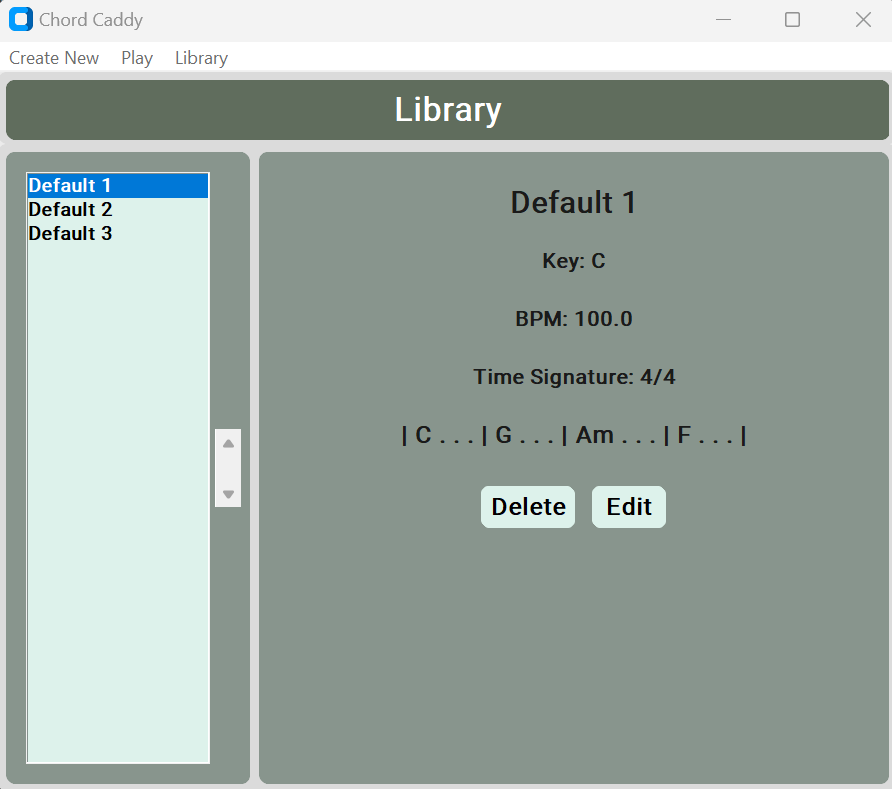 Chord Caddy
Create New Play Library
Library
Default 1
Default 2
Default 3
Default 1
Key: C
BPM: 100.0
Time Signature: 4/4
| C . . . | G . . . | Am . . . | F . . . |
Delete Edit